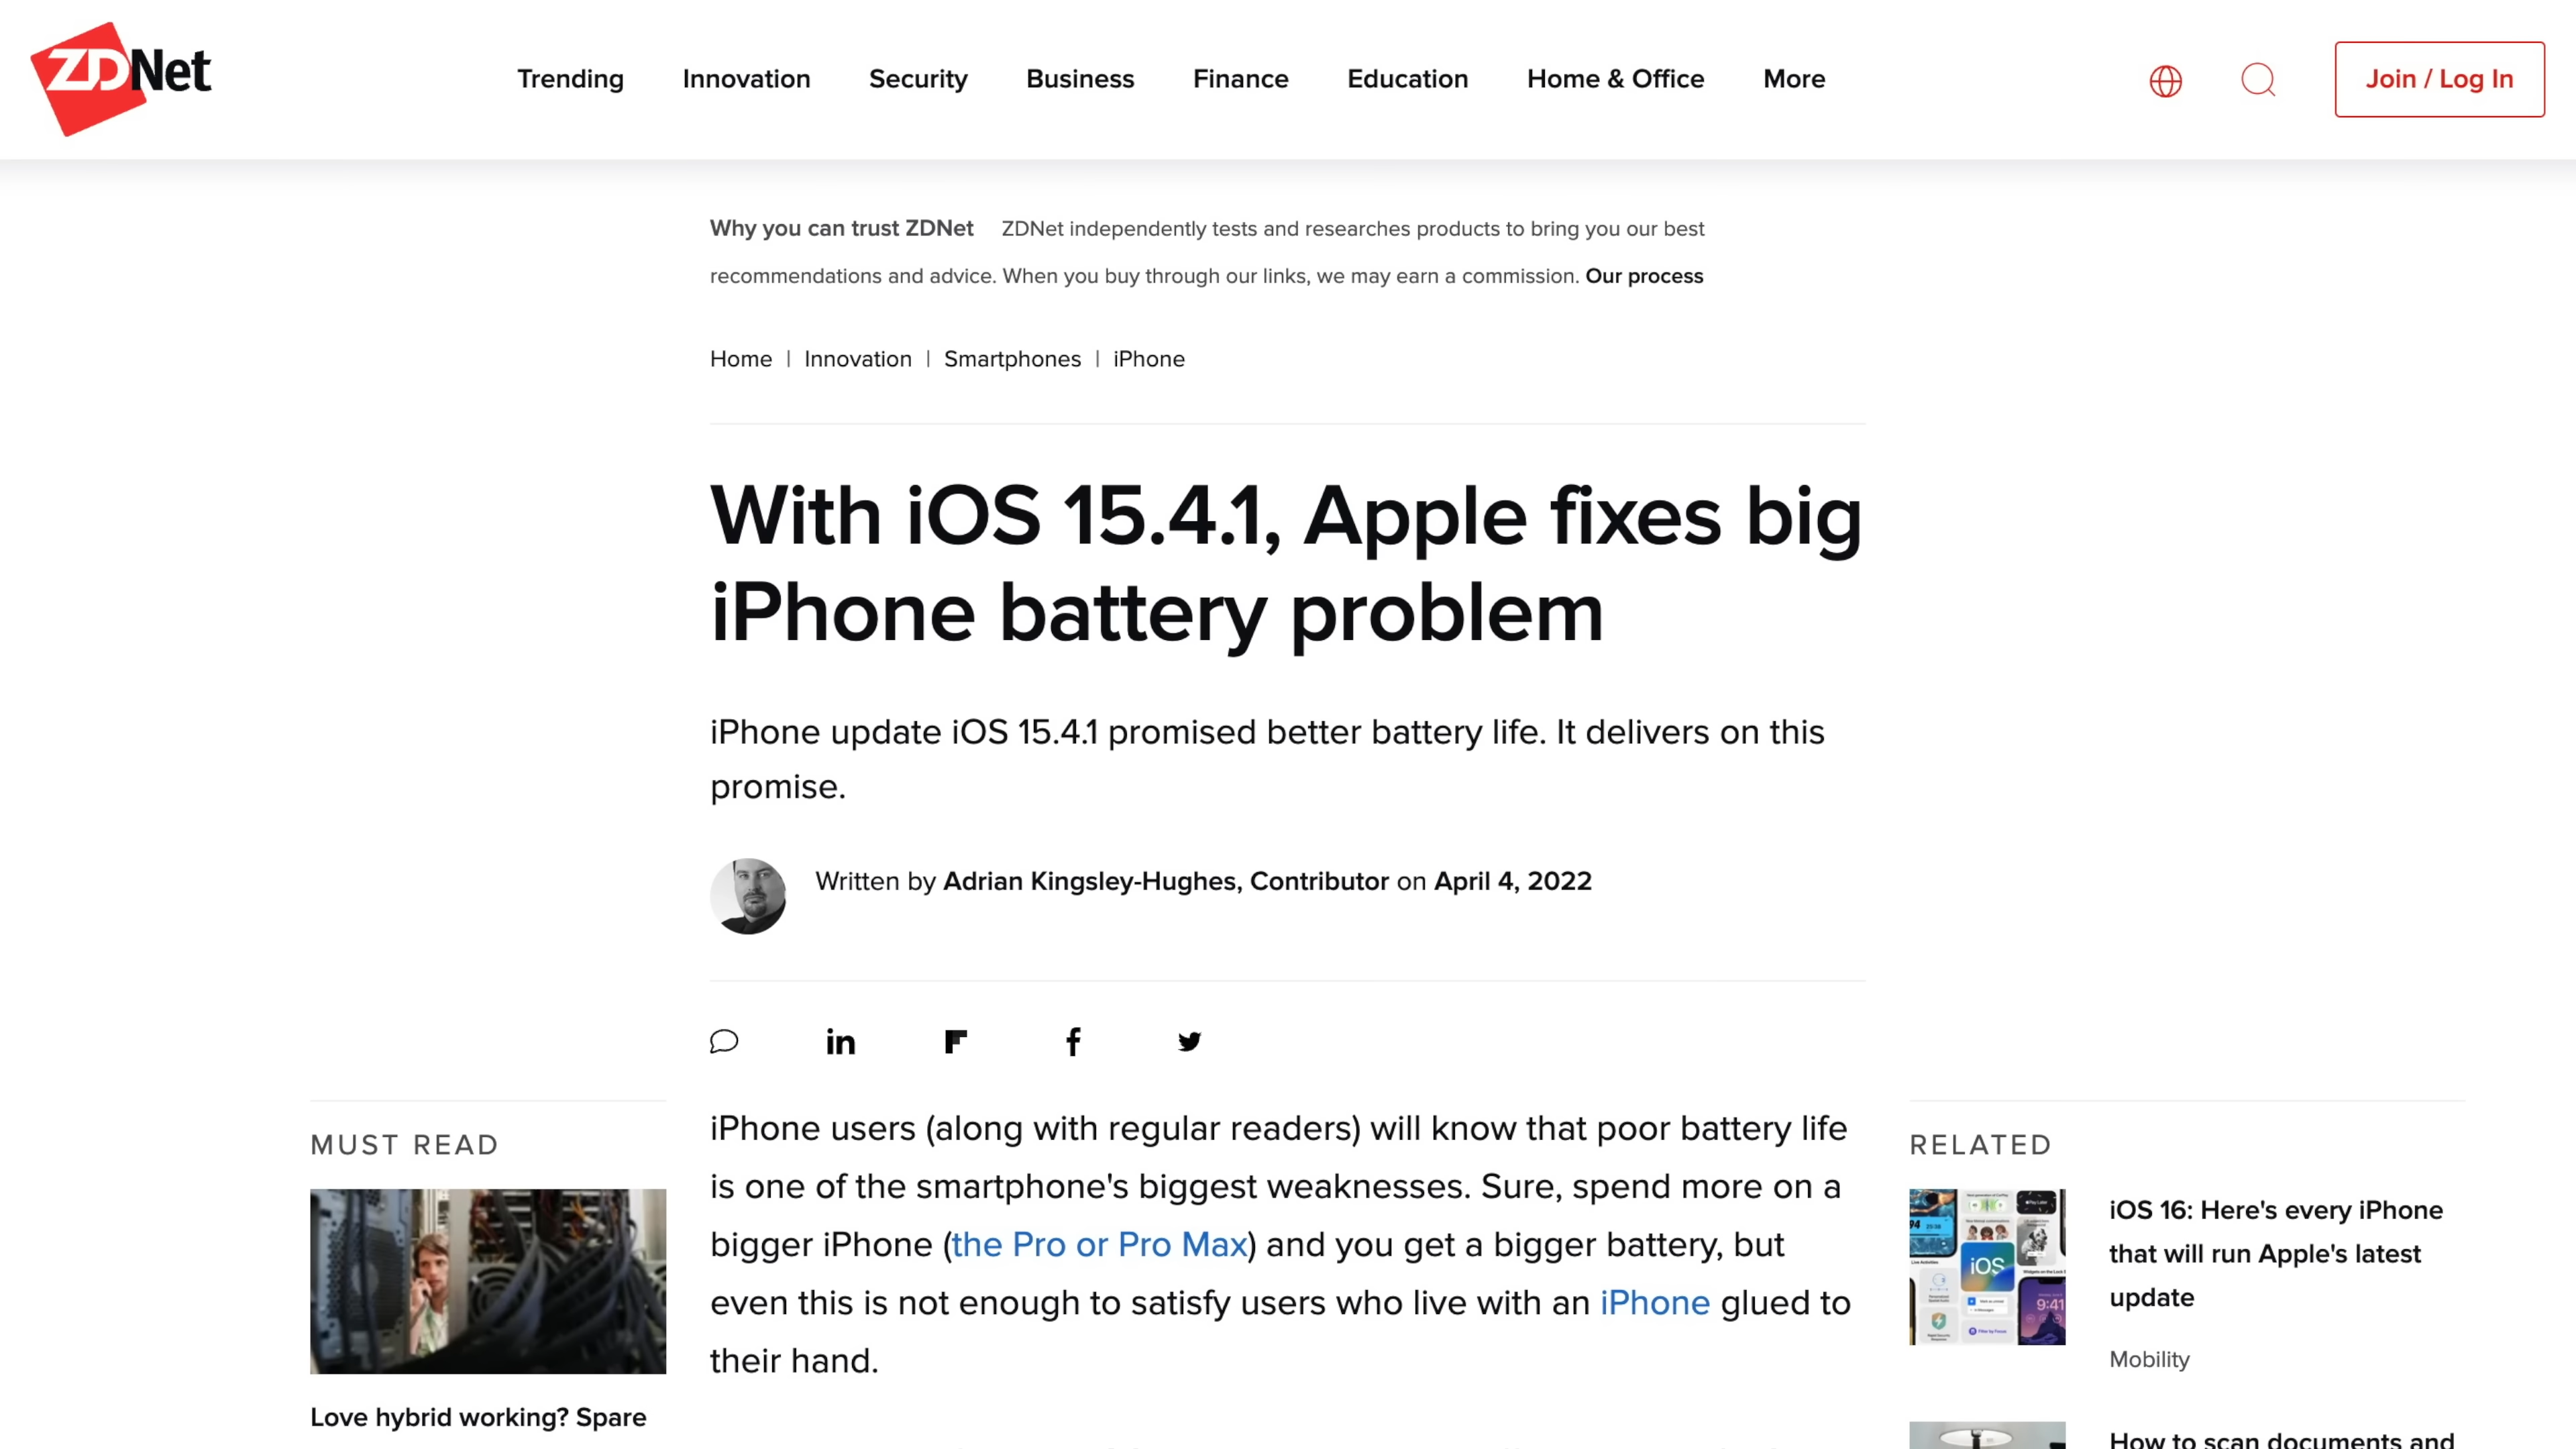 ZDNet
Trending
Innovation
Security
Business
Finance
Education
Home & Office
More
Join / Log In
Why you can trust ZDNet ZDNet independently tests and researches products to bring you our best
recommendations and advice. When you buy through our links, we may earn a commission. Our process
Home | Innovation | Smartphones | iPhone
With iOS 15.4.1, Apple fixes big
iPhone battery problem
iPhone update iOS 15.4.1 promised better battery life. It delivers on this
promise.
Written by Adrian Kingsley-Hughes, Contributor on April 4, 2022
MUST READ
Love hybrid working? Spare
iPhone users (along with regular readers) will know that poor battery life
is one of the smartphone's biggest weaknesses. Sure, spend more on a
bigger iPhone (the Pro or Pro Max) and you get a bigger battery, but
even this is not enough to satisfy users who live with an iPhone glued to
their hand.
RELATED
iOS
9:41
iOS 16: Here's every iPhone
that will run Apple's latest
update
Mobility
How to scan documents and